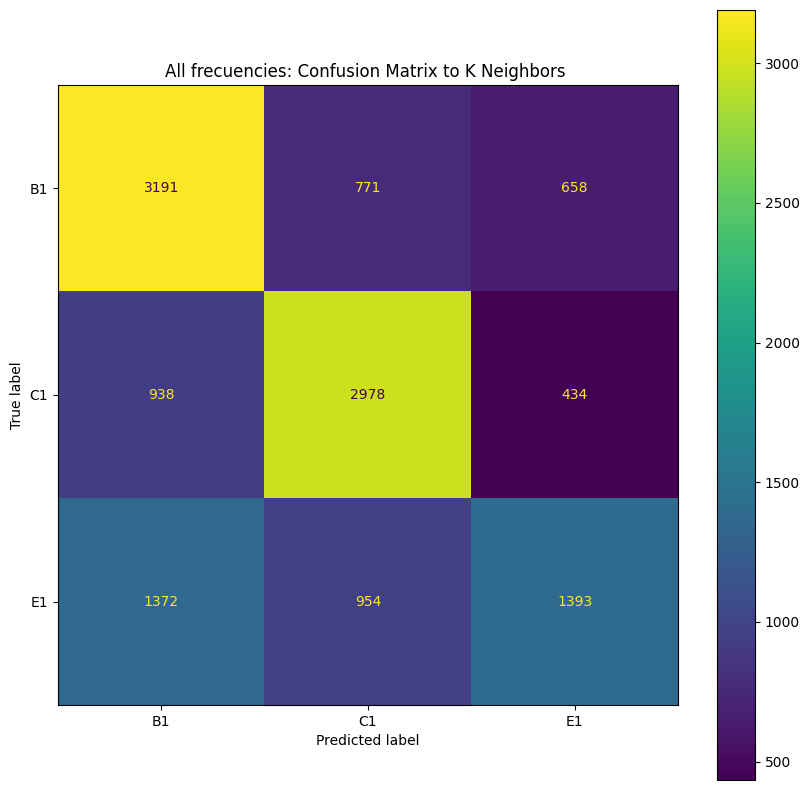 All frecuencies: Confusion Matrix to K Neighbors
B1 3191 771 658
C1 938 2978 434
E1 1372 954 1393
B1 C1 E1
Predicted label
True label
3000
2500
2000
1500
1000
500